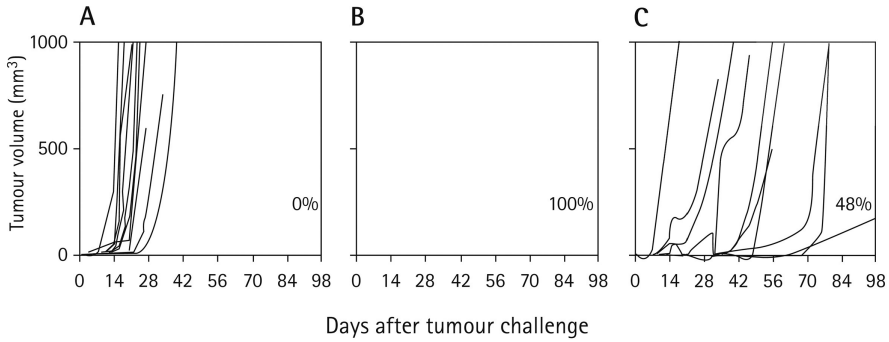 A B C
Tumour volume (mm³)
1000
500
0
0% 100% 48%
0 14 28 42 56 70 84 98 0 14 28 42 56 70 84 98 0 14 28 42 56 70 84 98
Days after tumour challenge